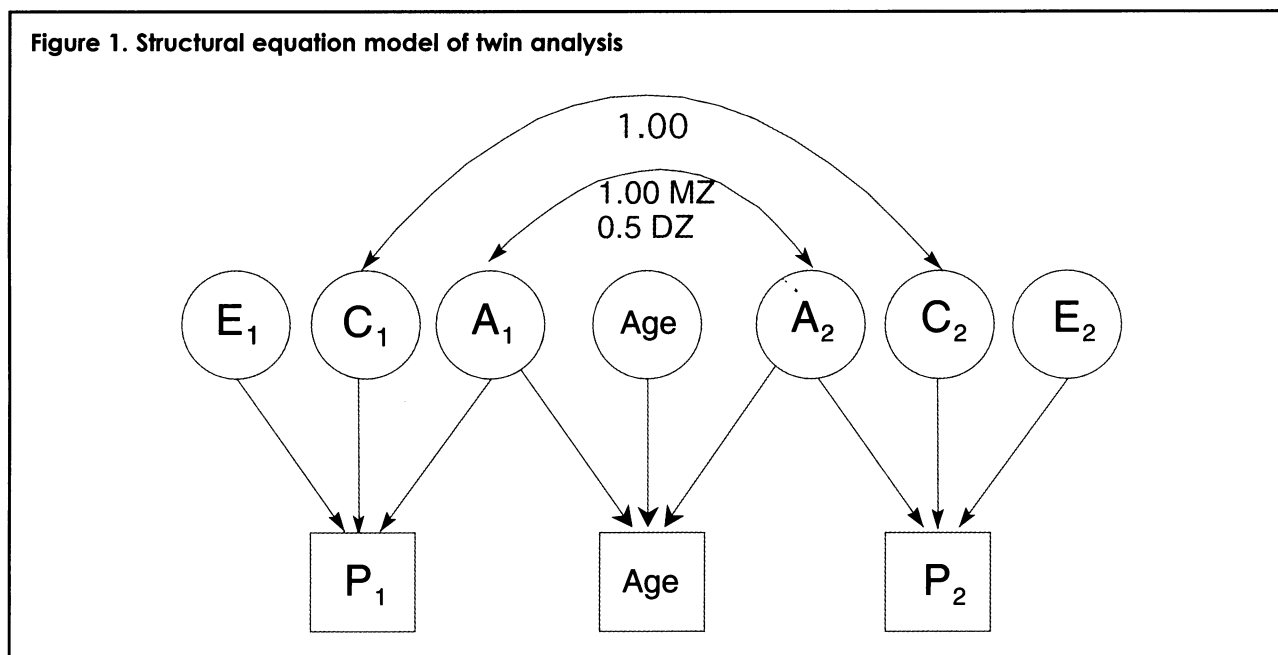 Figure 1. Structural equation model of twin analysis
1.00
1.00 MZ
0.5 DZ
E₁ C₁ A₁ Age A₂ C₂ E₂
P₁ Age P₂